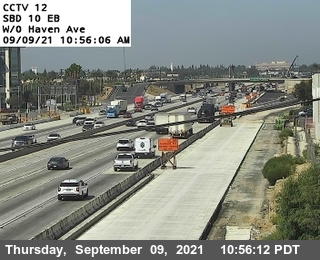 CCTV 12
SBD 10 EB
W/O Haven Ave
09/09/21 10:56:06 AM
Thursday, September 09, 2021 10:56:12 PDT